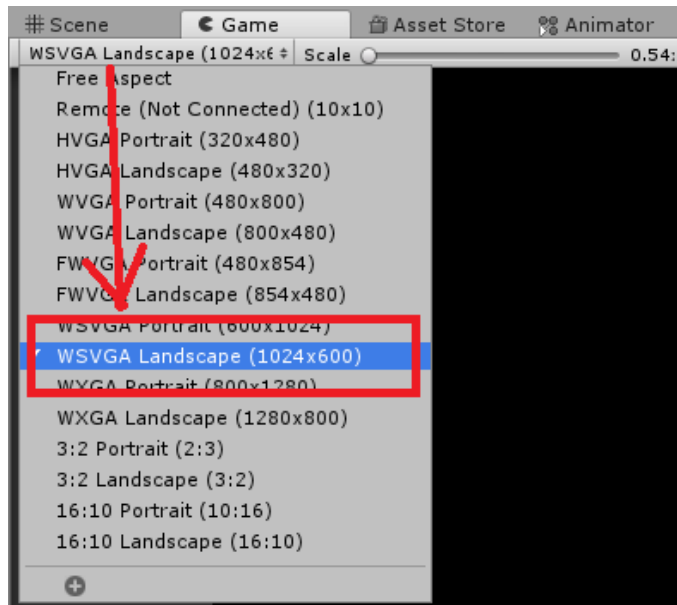 Scene Game Asset Store Animator
WSVGA Landscape (1024x6 Scale 0.54
Free Aspect
Remote (Not Connected) (10x10)
HVGA Portrait (320x480)
HVGA Landscape (480x320)
WVGA Portrait (480x800)
WVGA Landscape (800x480)
FWVGA Portrait (480x854)
FWVGA Landscape (854x480)
WSVGA Portrait (600x1024)
WSVGA Landscape (1024x600)
WXGA Portrait (800x1280)
WXGA Landscape (1280x800)
3:2 Portrait (2:3)
3:2 Landscape (3:2)
16:10 Portrait (10:16)
16:10 Landscape (16:10)